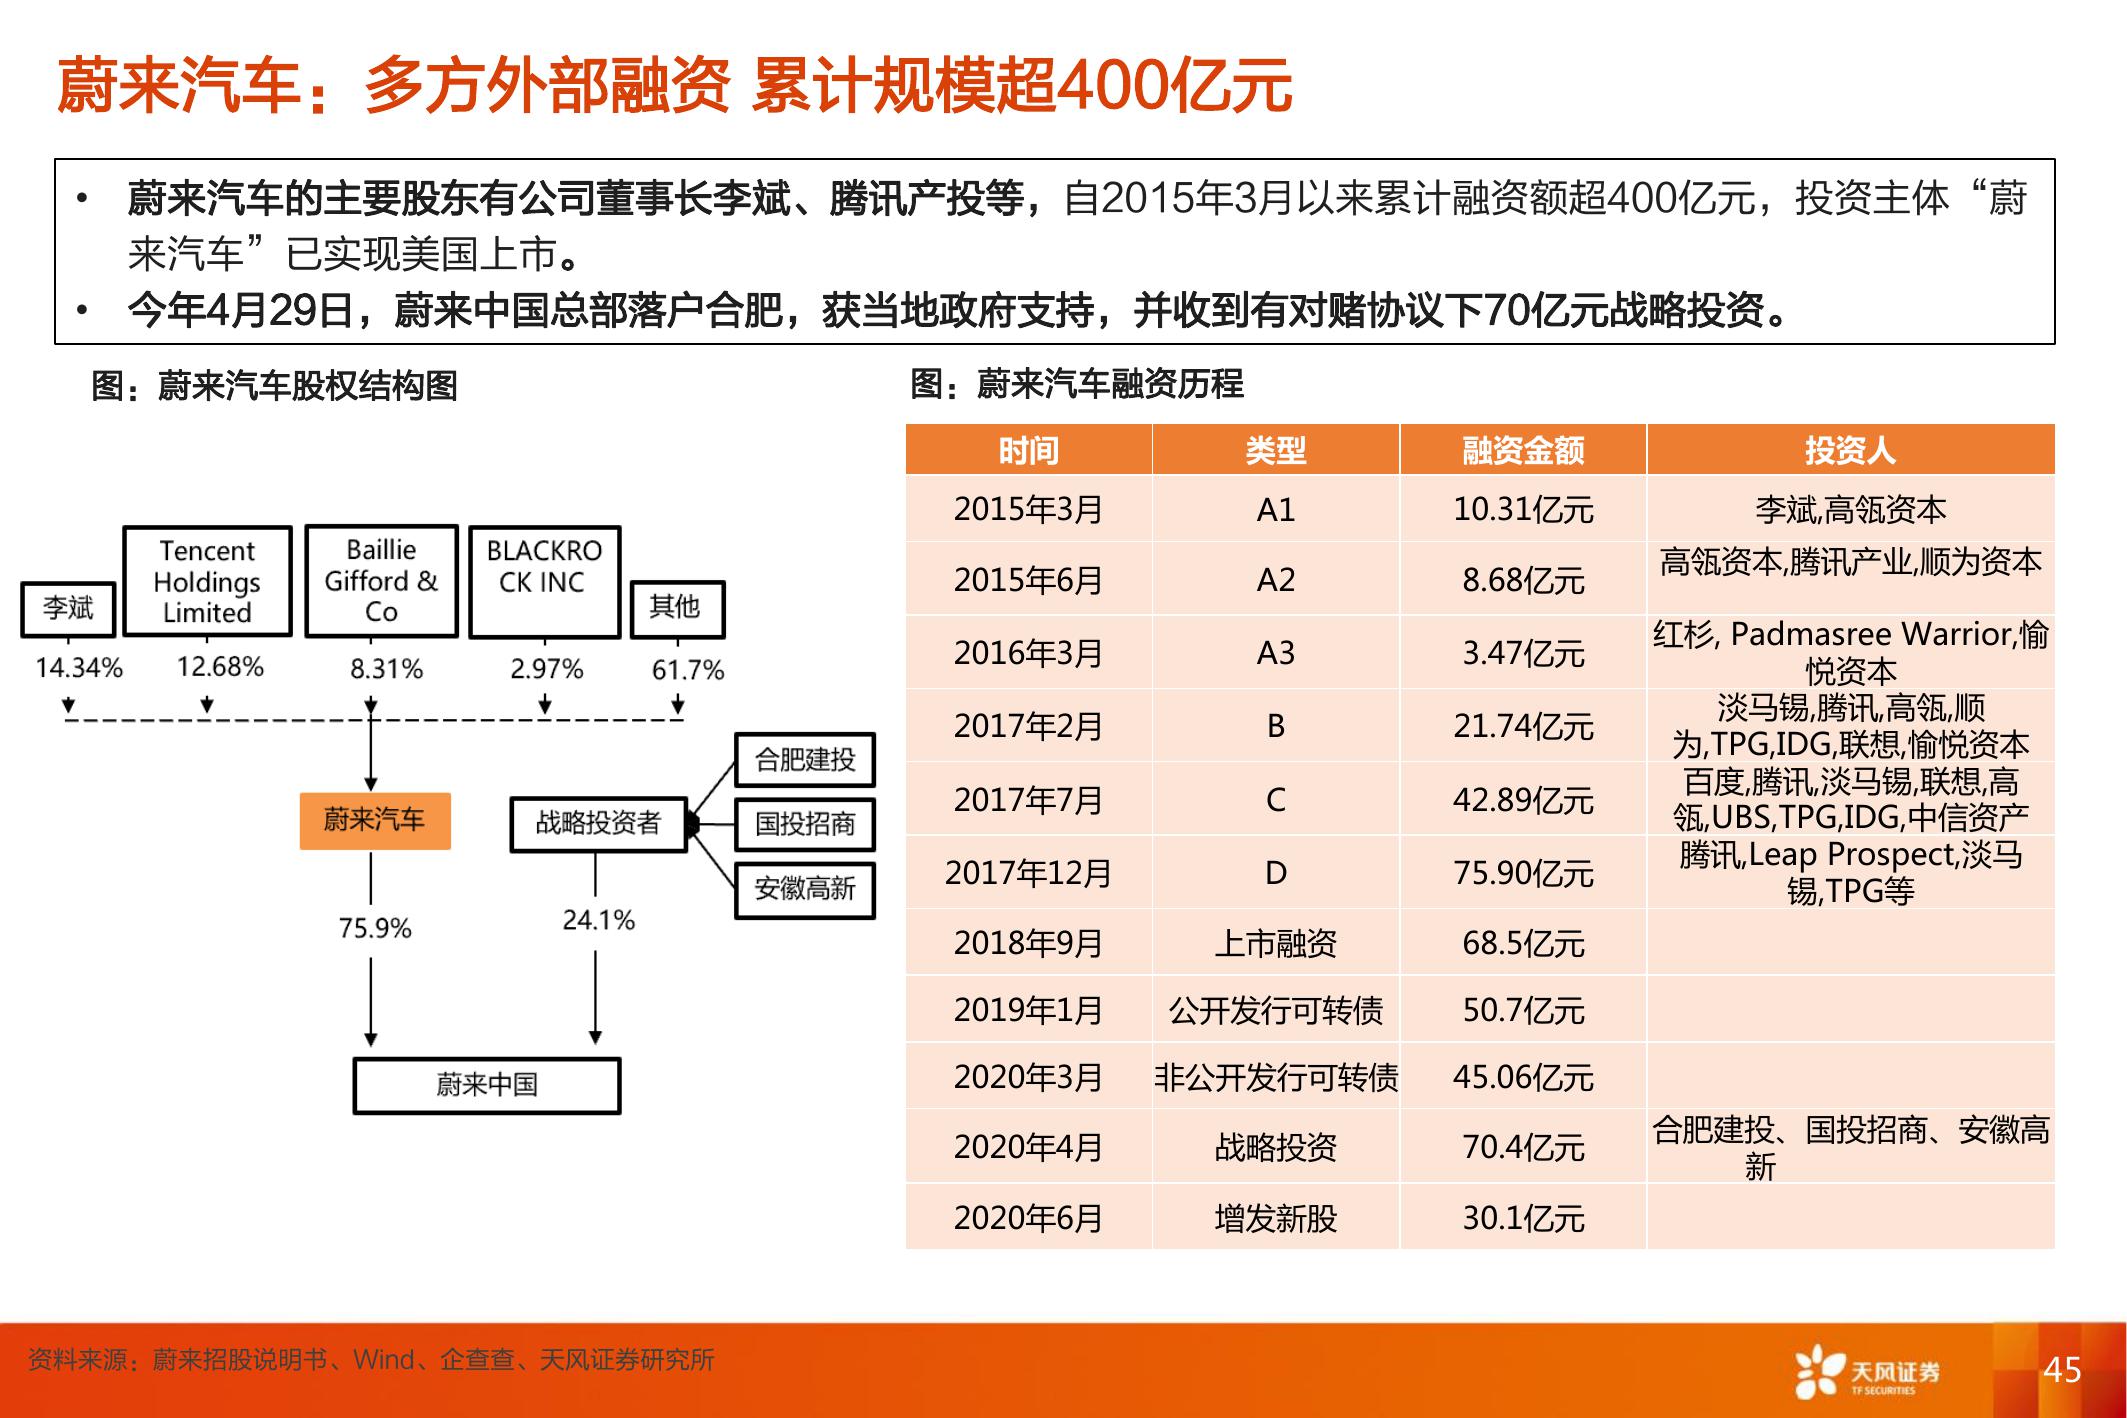 蔚来汽车：多方外部融资 累计规模超400亿元
• 蔚来汽车的主要股东有公司董事长李斌、腾讯产投等，自2015年3月以来累计融资额超400亿元，投资主体“蔚
来汽车”已实现美国上市。
• 今年4月29日，蔚来中国总部落户合肥，获当地政府支持，并收到有对赌协议下70亿元战略投资。
图：蔚来汽车股权结构图
李斌
Tencent
Holdings
Limited
Baillie
Gifford &
Co
BLACKRO
CK INC
其他
14.34%
12.68%
8.31%
2.97%
61.7%
合肥建投
蔚来汽车
战略投资者
国投招商
安徽高新
75.9%
24.1%
蔚来中国
图：蔚来汽车融资历程
时间 类型 融资金额 投资人
2015年3月 A1 10.31亿元 李斌,高瓴资本
2015年6月 A2 8.68亿元 高瓴资本,腾讯产业,顺为资本
2016年3月 A3 3.47亿元 红杉, Padmasree Warrior,愉
悦资本
2017年2月 B 21.74亿元 淡马锡,腾讯,高瓴,顺
为,TPG,IDG,联想,愉悦资本
2017年7月 C 42.89亿元 百度,腾讯,淡马锡,联想,高
瓴,UBS,TPG,IDG,中信资产
2017年12月 D 75.90亿元 腾讯,Leap Prospect,淡马
锡,TPG等
2018年9月 上市融资 68.5亿元
2019年1月 公开发行可转债 50.7亿元
2020年3月 非公开发行可转债 45.06亿元
2020年4月 战略投资 70.4亿元 合肥建投、国投招商、安徽高
新
2020年6月 增发新股 30.1亿元
资料来源：蔚来招股说明书、Wind、企查查、天风证券研究所
天风证券
TF SECURITIES
45